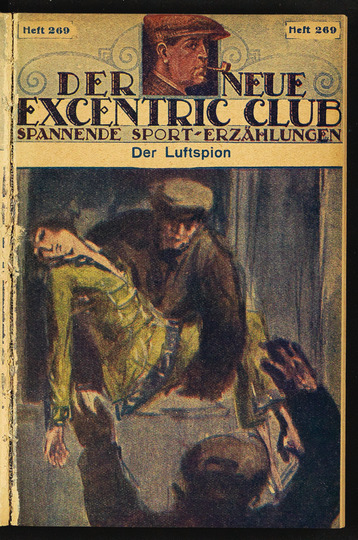 Heft 269 Heft 269
DER NEUE
EXCENTRIC CLUB
SPANNENDE SPORT-ERZÄHLUNGEN
Der Luftspion